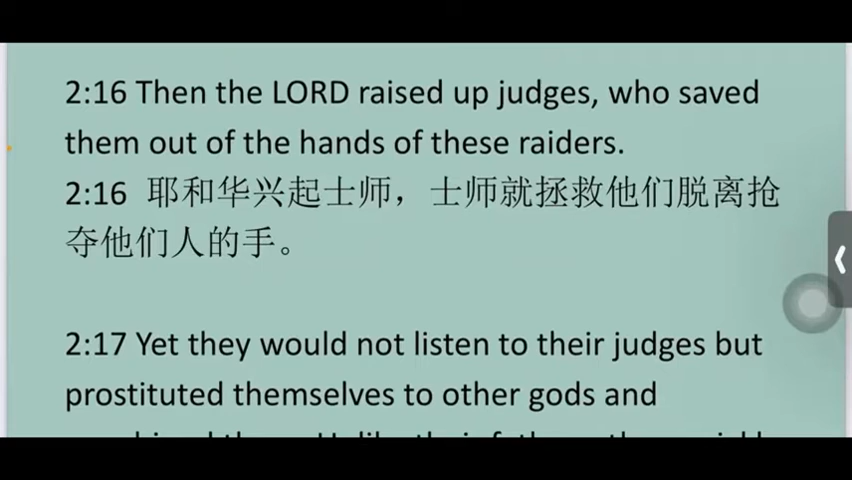 2:16 Then the LORD raised up judges, who saved
them out of the hands of these raiders.
2:16 耶和华兴起士师，士师就拯救他们脱离抢
夺他们人的手。
2:17 Yet they would not listen to their judges but
prostituted themselves to other gods and